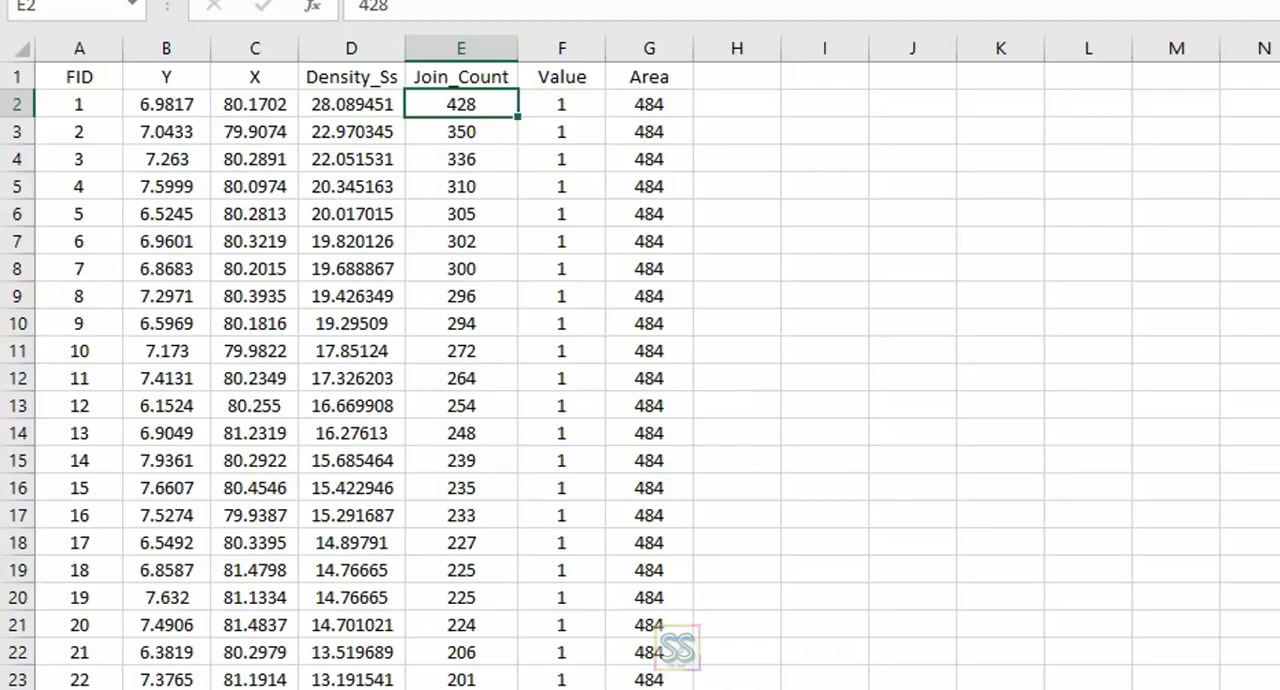 E2 fx 428
A B C D E F G H I J K L M N
1 FID Y X Density_Ss Join_Count Value Area
2 1 6.9817 80.1702 28.089451 428 1 484
3 2 7.0433 79.9074 22.970345 350 1 484
4 3 7.263 80.2891 22.051531 336 1 484
5 4 7.5999 80.0974 20.345163 310 1 484
6 5 6.5245 80.2813 20.017015 305 1 484
7 6 6.9601 80.3219 19.820126 302 1 484
8 7 6.8683 80.2015 19.688867 300 1 484
9 8 7.2971 80.3935 19.426349 296 1 484
10 9 6.5969 80.1816 19.29509 294 1 484
11 10 7.173 79.9822 17.85124 272 1 484
12 11 7.4131 80.2349 17.326203 264 1 484
13 12 6.1524 80.255 16.669908 254 1 484
14 13 6.9049 81.2319 16.27613 248 1 484
15 14 7.9361 80.2922 15.685464 239 1 484
16 15 7.6607 80.4546 15.422946 235 1 484
17 16 7.5274 79.9387 15.291687 233 1 484
18 17 6.5492 80.3395 14.89791 227 1 484
19 18 6.8587 81.4798 14.76665 225 1 484
20 19 7.632 81.1334 14.76665 225 1 484
21 20 7.4906 81.4837 14.701021 224 1 484
22 21 6.3819 80.2979 13.519689 206 1 484
SS
23 22 7.3765 81.1914 13.191541 201 1 484